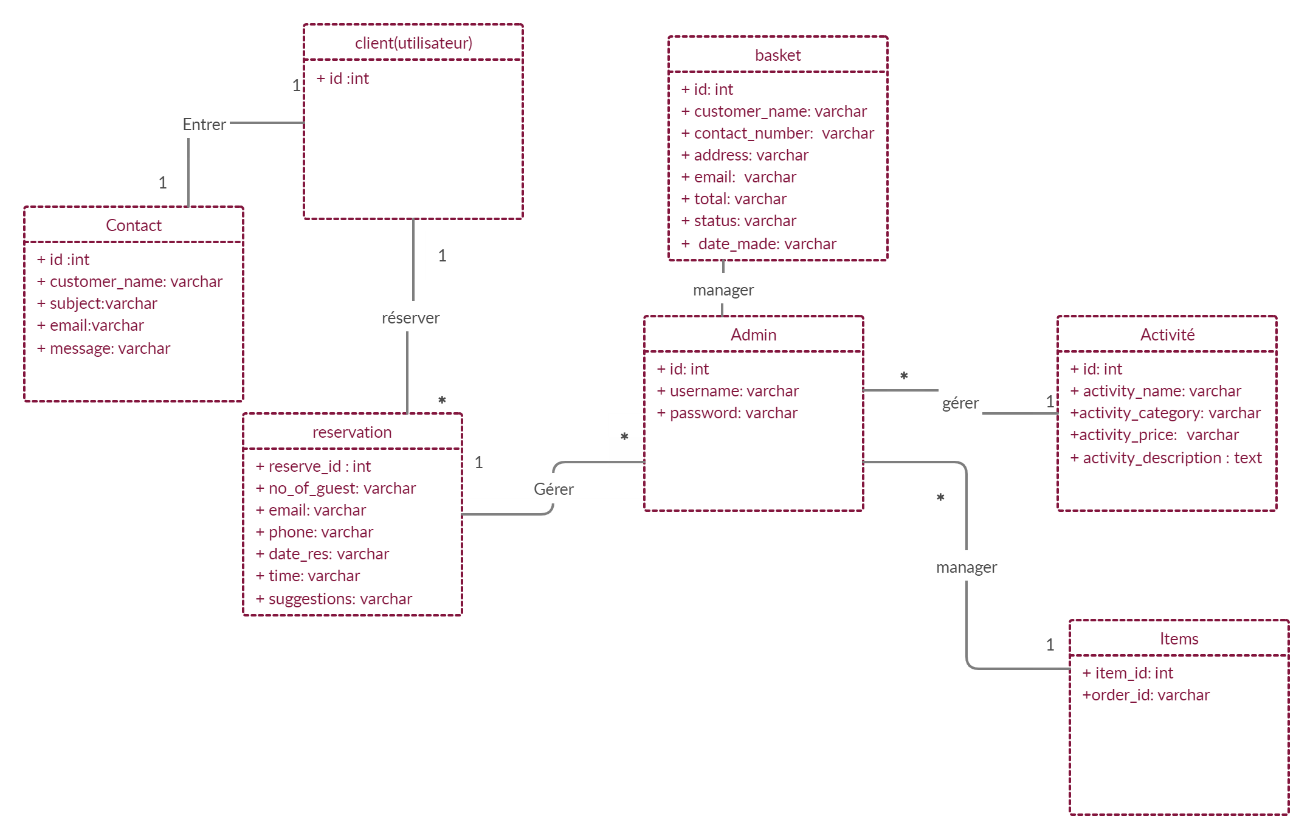 client(utilisateur)
+ id :int
1
Entrer
1
Contact
+ id :int
+ customer_name: varchar
+ subject:varchar
+ email:varchar
+ message: varchar
1
réserver
*
reservation
+ reserve_id : int
+ no_of_guest: varchar
+ email: varchar
+ phone: varchar
+ date_res: varchar
+ time: varchar
+ suggestions: varchar
1
Gérer
*
basket
+ id: int
+ customer_name: varchar
+ contact_number:  varchar
+ address: varchar
+ email:  varchar
+ total: varchar
+ status: varchar
+  date_made: varchar
manager
Admin
+ id: int
+ username: varchar
+ password: varchar
*
gérer
1
Activité
+ id: int
+ activity_name: varchar
+activity_category: varchar
+activity_price:  varchar
+ activity_description : text
*
manager
1
Items
+ item_id: int
+order_id: varchar